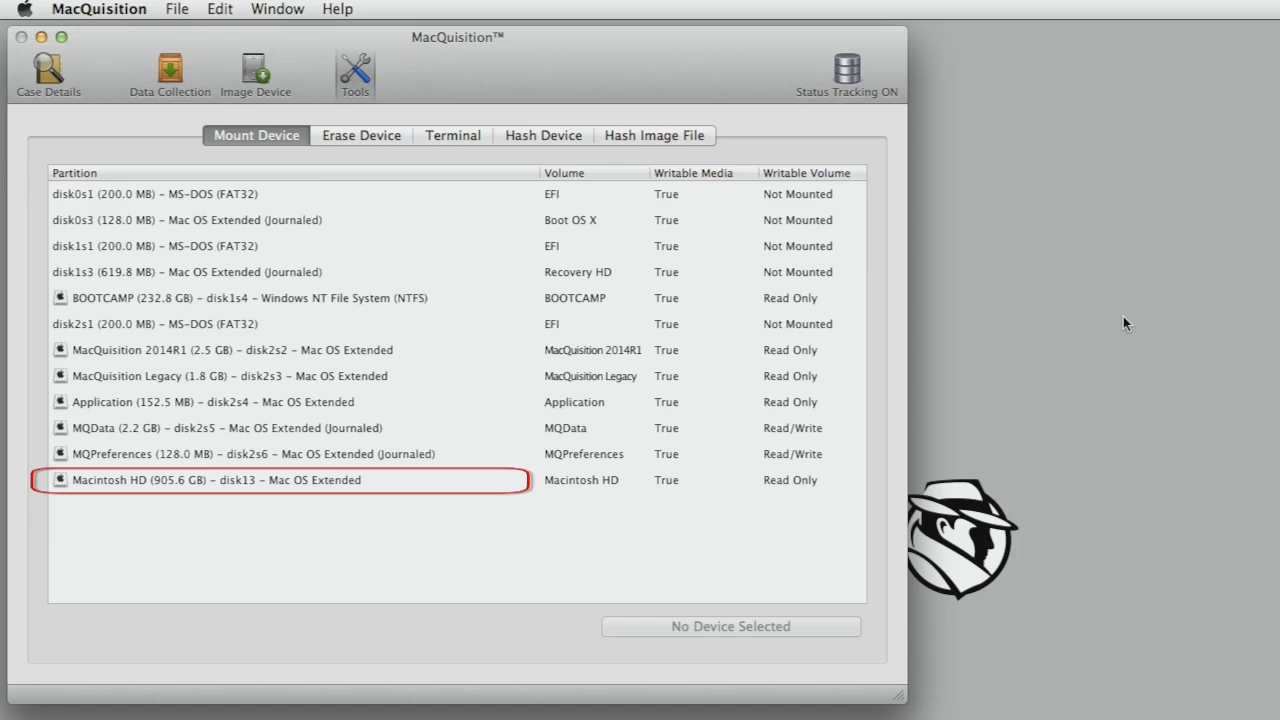 MacQuisition File Edit Window Help
MacQuisition™
Case Details Data Collection Image Device Tools Status Tracking ON
Mount Device Erase Device Terminal Hash Device Hash Image File
Partition Volume Writable Media Writable Volume
disk0s1 (200.0 MB) – MS-DOS (FAT32) EFI True Not Mounted
disk0s3 (128.0 MB) – Mac OS Extended (Journaled) Boot OS X True Not Mounted
disk1s1 (200.0 MB) – MS-DOS (FAT32) EFI True Not Mounted
disk1s3 (619.8 MB) – Mac OS Extended (Journaled) Recovery HD True Not Mounted
BOOTCAMP (232.8 GB) – disk1s4 – Windows NT File System (NTFS) BOOTCAMP True Read Only
disk2s1 (200.0 MB) – MS-DOS (FAT32) EFI True Not Mounted
MacQuisition 2014R1 (2.5 GB) – disk2s2 – Mac OS Extended MacQuisition 2014R1 True Read Only
MacQuisition Legacy (1.8 GB) – disk2s3 – Mac OS Extended MacQuisition Legacy True Read Only
Application (152.5 MB) – disk2s4 – Mac OS Extended Application True Read Only
MQData (2.2 GB) – disk2s5 – Mac OS Extended (Journaled) MQData True Read/Write
MQPreferences (128.0 MB) – disk2s6 – Mac OS Extended (Journaled) MQPreferences True Read/Write
Macintosh HD (905.6 GB) – disk13 – Mac OS Extended Macintosh HD True Read Only
No Device Selected